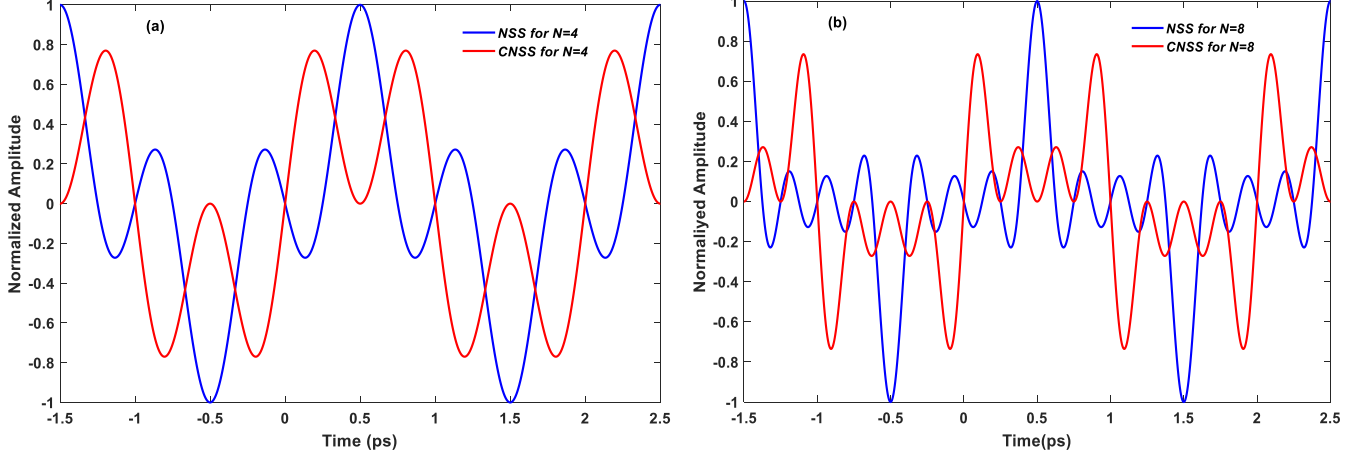 (a)
NSS for N=4
CNSS for N=4
1
0.8
0.6
0.4
0.2
0
-0.2
-0.4
-0.6
-0.8
-1
-1.5 -1 -0.5 0 0.5 1 1.5 2 2.5
Time (ps)
Normalized Amplitude
(b)
NSS for N=8
CNSS for N=8
1
0.8
0.6
0.4
0.2
0
-0.2
-0.4
-0.6
-0.8
-1
-1.5 -1 -0.5 0 0.5 1 1.5 2 2.5
Time(ps)
Normaliyed Amplitude